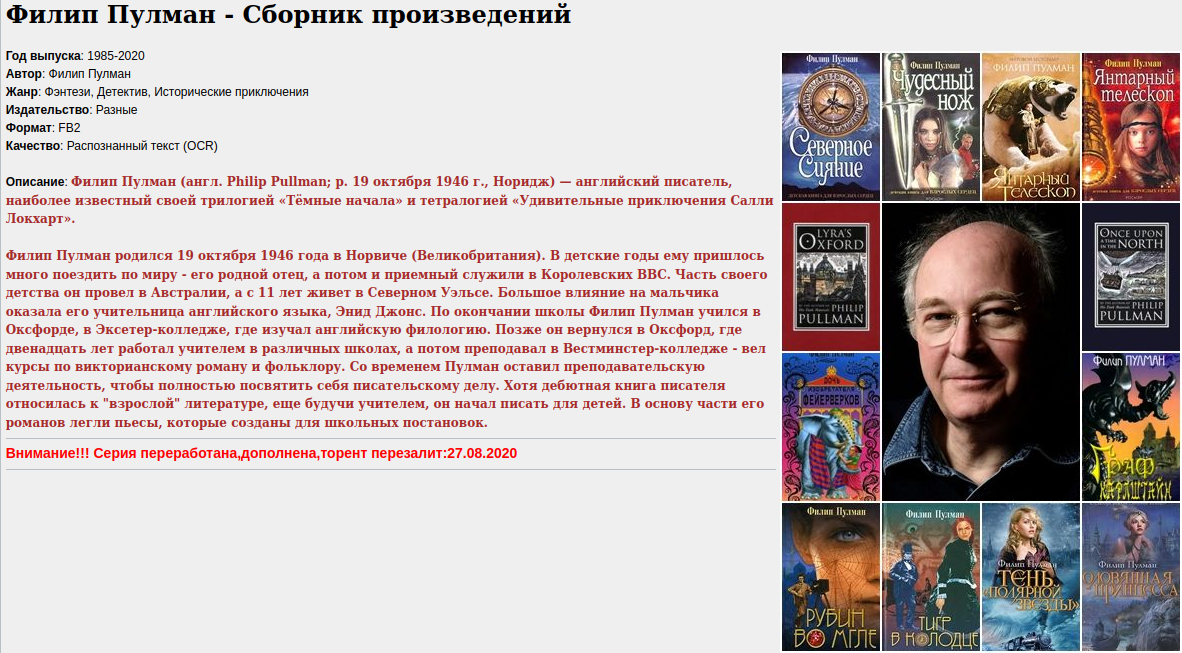 Филип Пулман - Сборник произведений
Год выпуска: 1985-2020
Автор: Филип Пулман
Жанр: Фэнтези, Детектив, Исторические приключения
Издательство: Разные
Формат: FB2
Качество: Распознанный текст (OCR)
Описание: Филип Пулман (англ. Philip Pullman; р. 19 октября 1946 г., Норидж) — английский писатель,
наиболее известный своей трилогией «Тёмные начала» и тетралогией «Удивительные приключения Салли
Локхарт».
Филип Пулман родился 19 октября 1946 года в Норвиче (Великобритания). В детские годы ему пришлось
много поездить по миру - его родной отец, а потом и приемный служили в Королевских ВВС. Часть своего
детства он провел в Австралии, а с 11 лет живет в Северном Уэльсе. Большое влияние на мальчика
оказала его учительница английского языка, Энид Джонс. По окончании школы Филип Пулман учился в
Оксфорде, в Эксетер-колледже, где изучал английскую филологию. Позже он вернулся в Оксфорд, где
двенадцать лет работал учителем в различных школах, а потом преподавал в Вестминстер-колледже - вел
курсы по викторианскому роману и фольклору. Со временем Пулман оставил преподавательскую
деятельность, чтобы полностью посвятить себя писательскому делу. Хотя дебютная книга писателя
относилась к "взрослой" литературе, еще будучи учителем, он начал писать для детей. В основу части его
романов легли пьесы, которые созданы для школьных постановок.
Внимание!!! Серия переработана,дополнена,торент перезалит:27.08.2020
Филип Пулман
Северное
Сияние
Филип Пулман
Чудесный
нож
ФИЛИП ПУЛМАН
Янтарный
Телескоп
Филип Пулман
Янтарный
телескоп
LYRA'S
OXFORD
PHILIP
PULLMAN
ONCE UPON
A TIME IN THE
NORTH
PHILIP
PULLMAN
ДОЧЬ
ФЕЙЕРВЕРКОВ
Филип ПУЛМАН
Граф
КАРЛШТАЙН
Филип Пулман
РУБИН
ВО МГЛЕ
Филип Пулман
ТИГР
В КОЛОДЦЕ
Филип Пулман
ТЕНЬ
«ПОЛЯРНОЙ
ЗВЕЗДЫ»
Филип Пулман
ОЛОВЯННАЯ
ПРИНЦЕССА